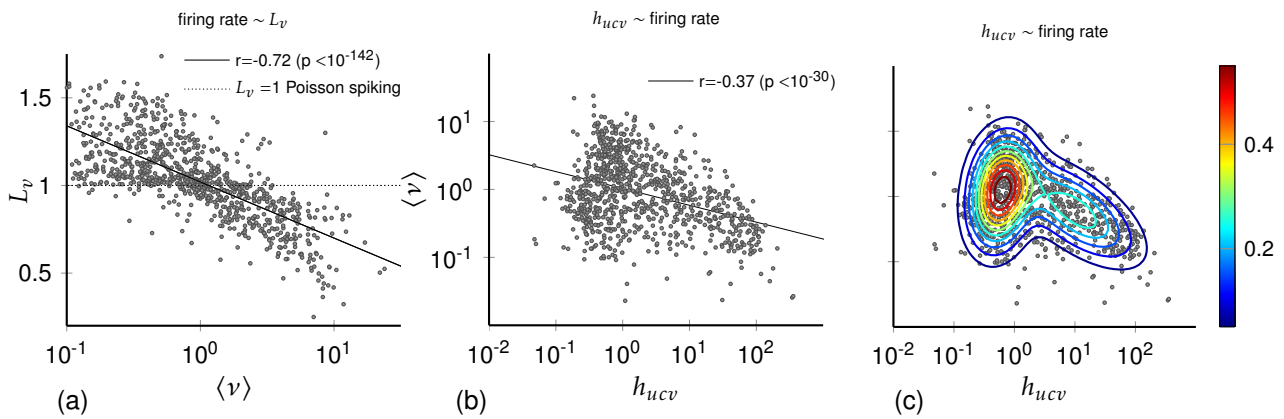 firing rate ∼ L_v
r=-0.72 (p <10^-142)
L_v =1 Poisson spiking
1.5
1
0.5
L_v
10^-1
10^0
10^1
⟨ν⟩
(a)
h_ucv ∼ firing rate
r=-0.37 (p <10^-30)
10^1
10^0
10^-1
⟨ν⟩
10^-2
10^-1
10^0
10^1
10^2
h_ucv
(b)
h_ucv ∼ firing rate
10^-2
10^-1
10^0
10^1
10^2
h_ucv
(c)
0.4
0.2